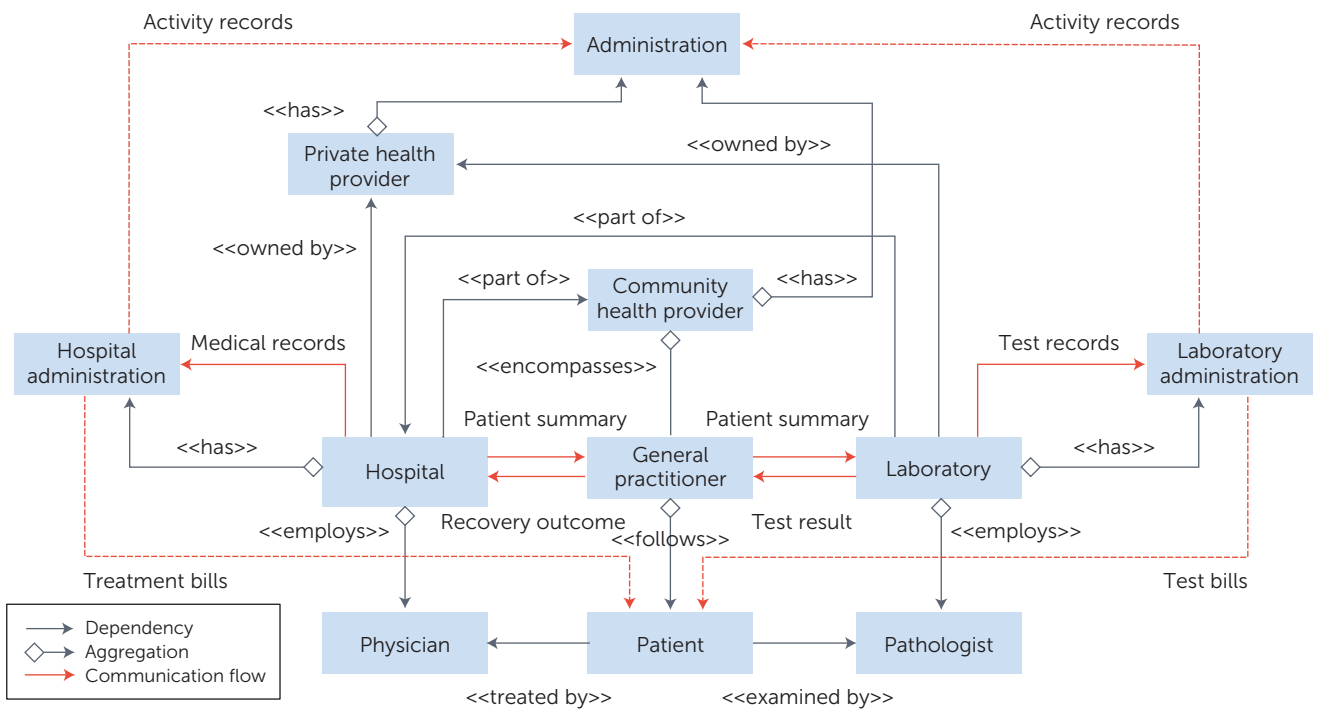 Activity records
Activity records
Administration
<<has>>
<<owned by>>
Private health
provider
<<part of>>
<<owned by>>
<<part of>>
Community
health provider
<<has>>
Hospital
administration
Medical records
<<encompasses>>
Test records
Laboratory
administration
Patient summary
Patient summary
<<has>>
Hospital
General
practitioner
Laboratory
<<has>>
<<employs>>
Recovery outcome
Test result
<<follows>>
<<employs>>
Treatment bills
Test bills
Physician
Patient
Pathologist
<<treated by>>
<<examined by>>
Dependency
Aggregation
Communication flow